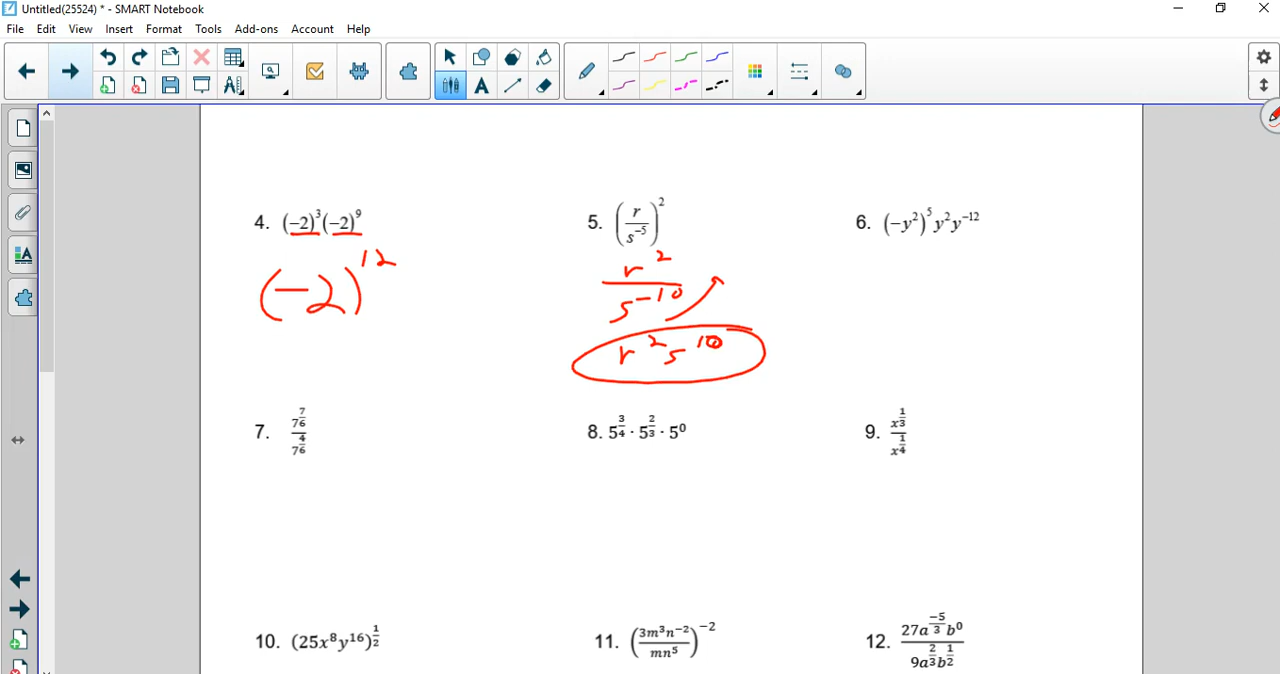 Untitled(25524) * - SMART Notebook
File Edit View Insert Format Tools Add-ons Account Help
4. (−2)³(−2)⁹
5. (r/s⁻⁵)²
6. (−y²)⁵y²y⁻¹²
(−2)¹²
r²/s⁻¹⁰
r²s¹⁰
7. 7^(7/6)/7^(4/6)
8. 5^(3/4) · 5^(2/3) · 5⁰
9. x^(1/3)/x^(1/4)
10. (25x⁸y¹⁶)^(1/2)
11. (3m³n⁻²/mn⁵)⁻²
12. 27a^(−5/3)b⁰/9a^(2/3)b^(1/2)